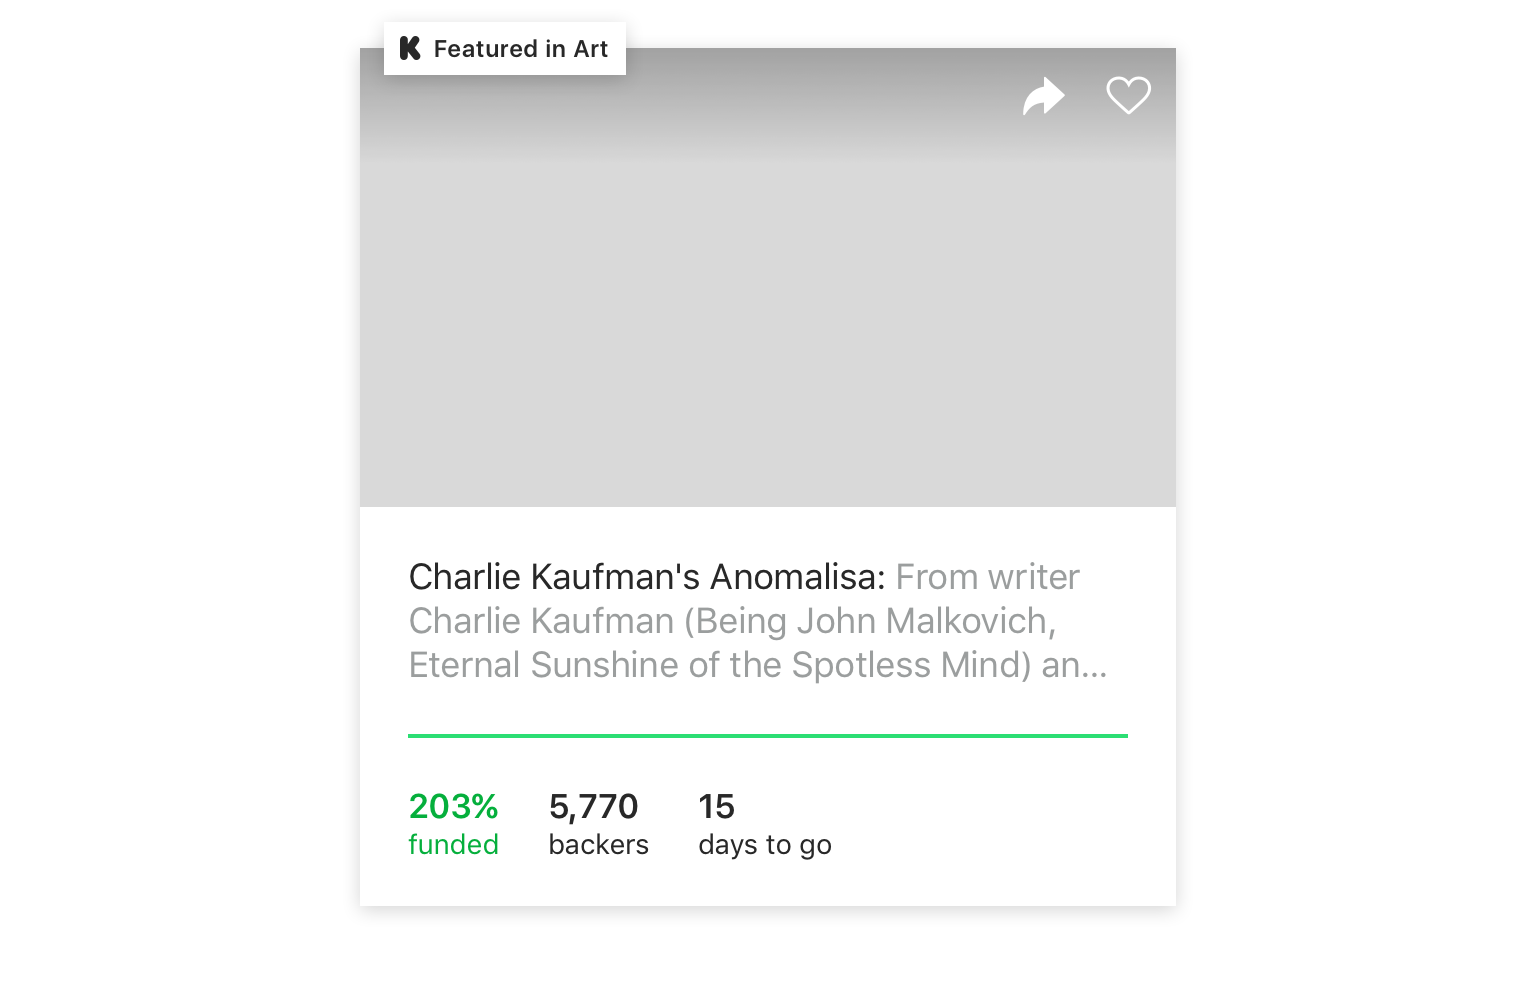 Featured in Art
Charlie Kaufman's Anomalisa: From writer
Charlie Kaufman (Being John Malkovich,
Eternal Sunshine of the Spotless Mind) an...
203% 5,770 15
funded backers days to go